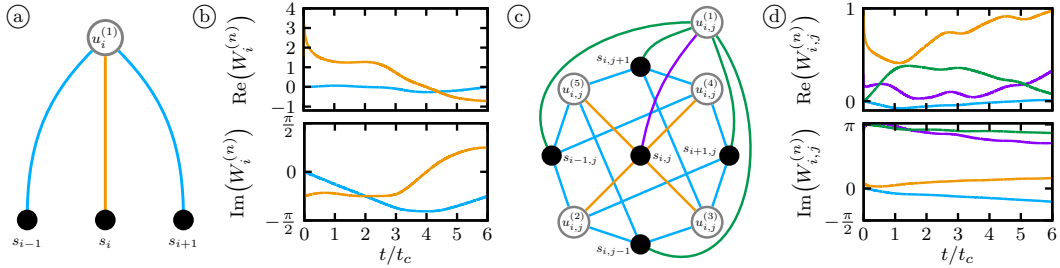 a
u_i^{(1)}
s_{i−1}
s_i
s_{i+1}
b
Re(W_i^{(n)})
4
3
2
1
0
−1
Im(W_i^{(n)})
π/2
0
−π/2
0 1 2 3 4 5 6
t/t_c
c
u_{i,j}^{(1)}
s_{i,j+1}
u_{i,j}^{(5)}
u_{i,j}^{(4)}
s_{i−1,j}
s_{i,j}
s_{i+1,j}
u_{i,j}^{(2)}
u_{i,j}^{(3)}
s_{i,j−1}
d
Re(W_{i,j}^{(n)})
1
0
Im(W_{i,j}^{(n)})
π
0
−π/2
0 1 2 3 4 5 6
t/t_c